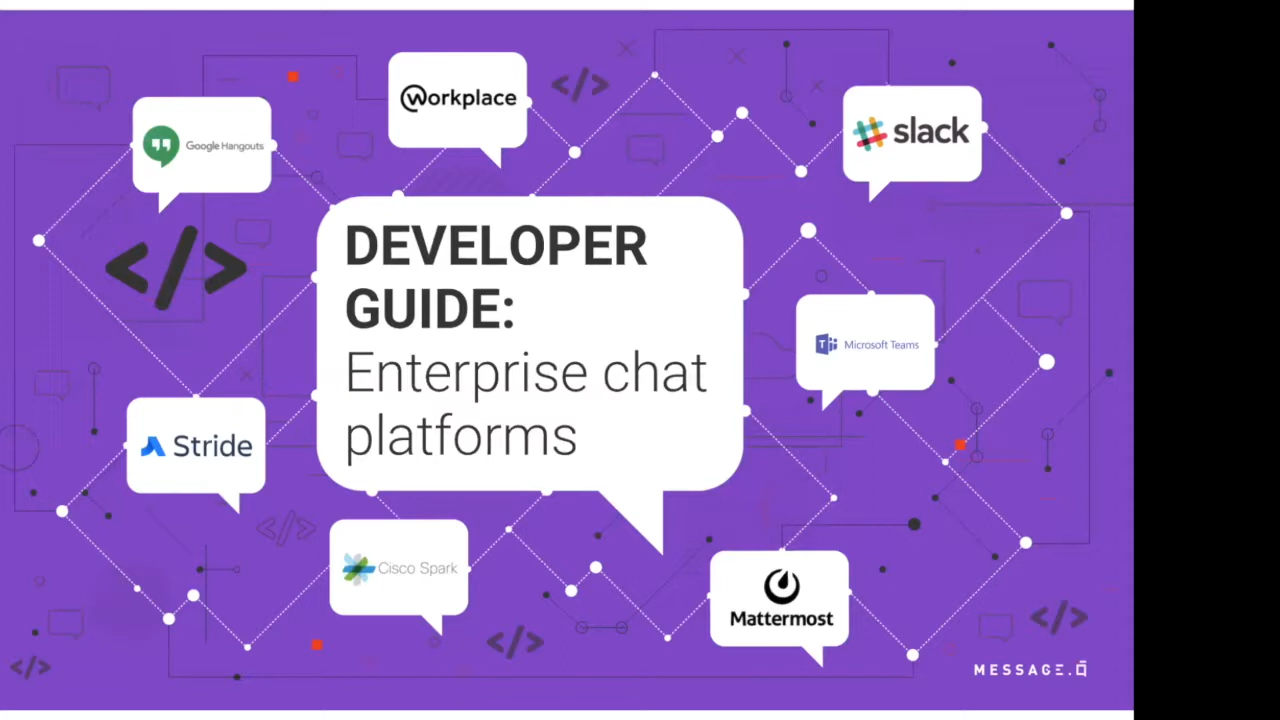 Workplace
slack
Google Hangouts
DEVELOPER
GUIDE:
Enterprise chat
platforms
Microsoft Teams
Stride
Cisco Spark
Mattermost
MESSAGE.